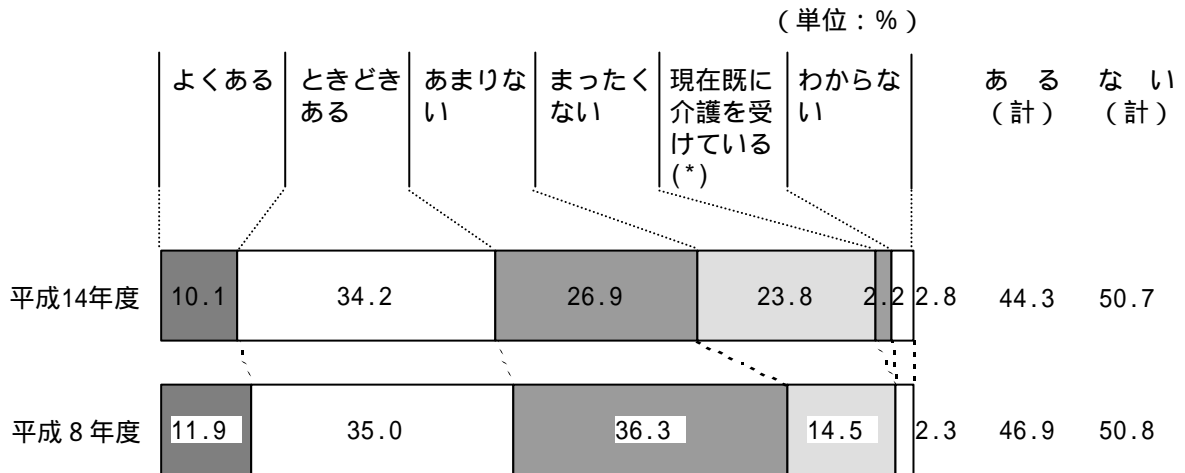 （単位：％）
よくある
ときどき
ある
あまりな
い
まったく
ない
現在既に
介護を受
けている
(*)
わからな
い
あ る
（計）
な い
（計）
平成14年度 10.1 34.2 26.9 23.8 2.2 2.8 44.3 50.7
平成８年度 11.9 35.0 36.3 14.5 2.3 46.9 50.8